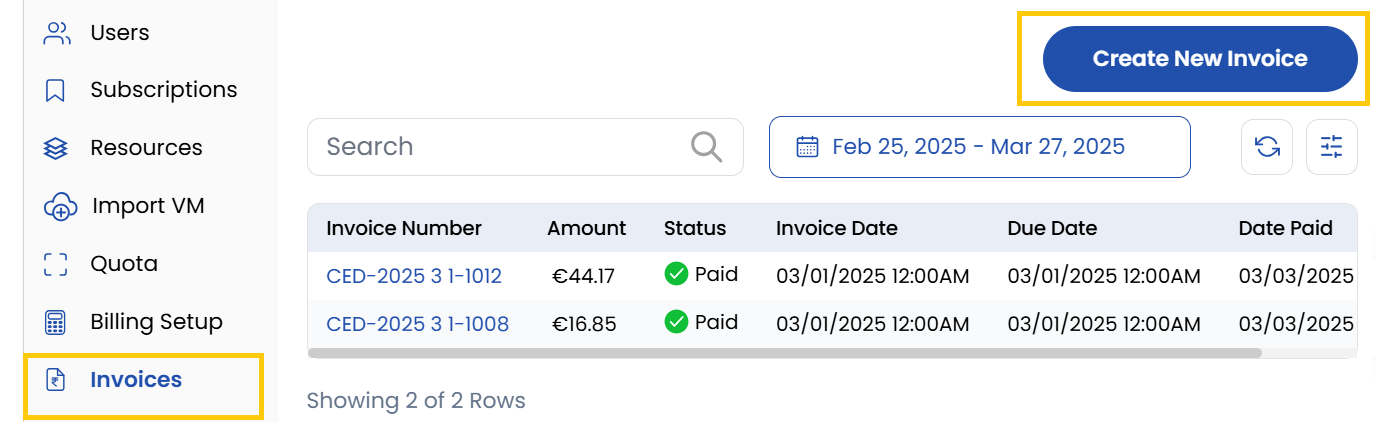 Users
Subscriptions
Resources
Import VM
Quota
Billing Setup
Invoices
Create New Invoice
Search
Feb 25, 2025 - Mar 27, 2025
Invoice Number Amount Status Invoice Date Due Date Date Paid
CED-2025 3 1-1012 €44.17 Paid 03/01/2025 12:00AM 03/01/2025 12:00AM 03/03/2025
CED-2025 3 1-1008 €16.85 Paid 03/01/2025 12:00AM 03/01/2025 12:00AM 03/03/2025
Showing 2 of 2 Rows